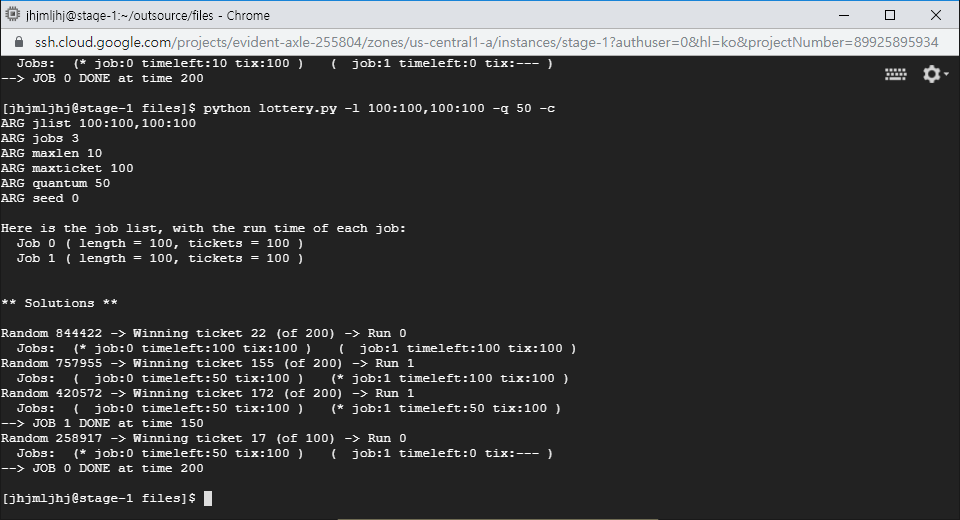 jhjmljhj@stage-1:~/outsource/files - Chrome
ssh.cloud.google.com/projects/evident-axle-255804/zones/us-central1-a/instances/stage-1?authuser=0&hl=ko&projectNumber=89925895934
  Jobs:  (* job:0 timeleft:10 tix:100 )   (  job:1 timeleft:0 tix:--- )
--> JOB 0 DONE at time 200
[jhjmljhj@stage-1 files]$ python lottery.py -l 100:100,100:100 -q 50 -c
ARG jlist 100:100,100:100
ARG jobs 3
ARG maxlen 10
ARG maxticket 100
ARG quantum 50
ARG seed 0
Here is the job list, with the run time of each job:
  Job 0 ( length = 100, tickets = 100 )
  Job 1 ( length = 100, tickets = 100 )
** Solutions **
Random 844422 -> Winning ticket 22 (of 200) -> Run 0
  Jobs:  (* job:0 timeleft:100 tix:100 )   (  job:1 timeleft:100 tix:100 )
Random 757955 -> Winning ticket 155 (of 200) -> Run 1
  Jobs:  (  job:0 timeleft:50 tix:100 )   (* job:1 timeleft:100 tix:100 )
Random 420572 -> Winning ticket 172 (of 200) -> Run 1
  Jobs:  (  job:0 timeleft:50 tix:100 )   (* job:1 timeleft:50 tix:100 )
--> JOB 1 DONE at time 150
Random 258917 -> Winning ticket 17 (of 100) -> Run 0
  Jobs:  (* job:0 timeleft:50 tix:100 )   (  job:1 timeleft:0 tix:--- )
--> JOB 0 DONE at time 200
[jhjmljhj@stage-1 files]$